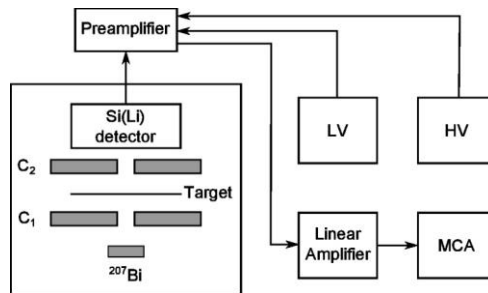 Preamplifier
Si(Li)
detector
C₂
Target
C₁
²⁰⁷Bi
LV
HV
Linear
Amplifier
MCA